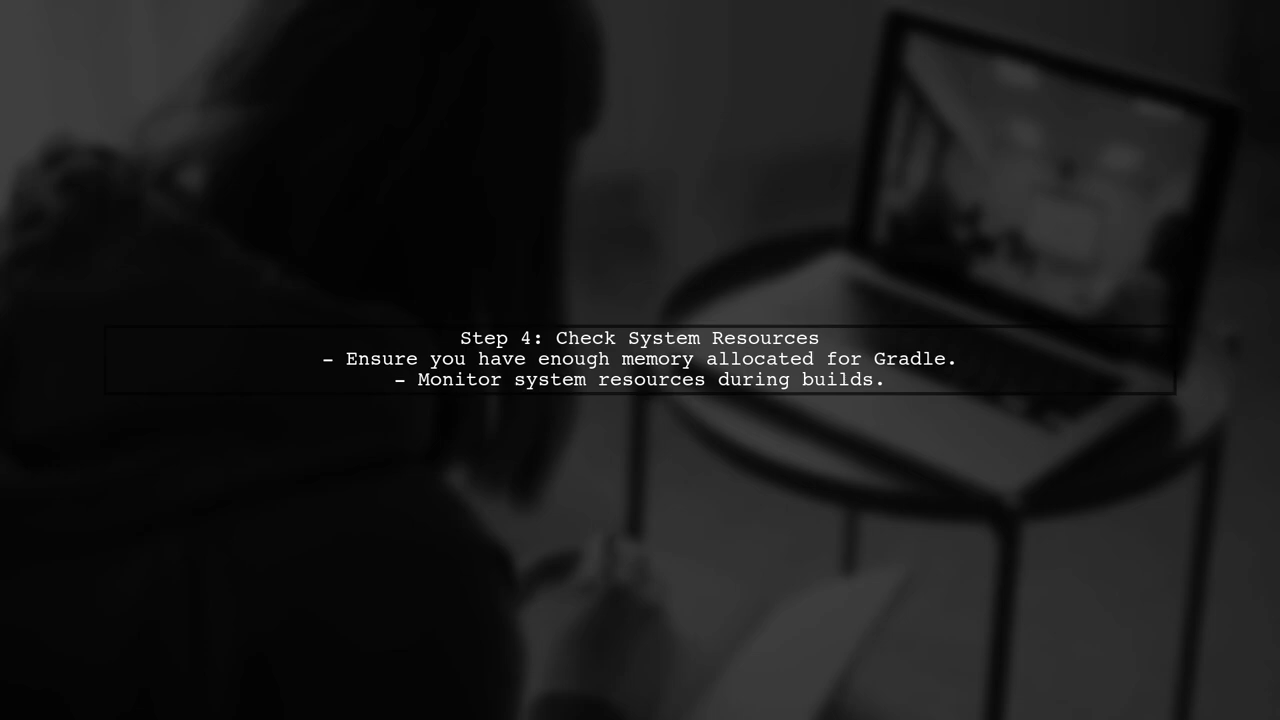 Step 4: Check System Resources
- Ensure you have enough memory allocated for Gradle.
- Monitor system resources during builds.